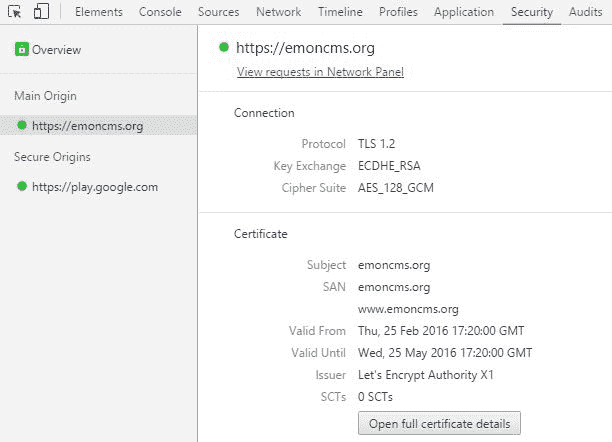 Elements Console Sources Network Timeline Profiles Application Security Audits
Overview
Main Origin
https://emoncms.org
Secure Origins
https://play.google.com
https://emoncms.org
View requests in Network Panel
Connection
Protocol TLS 1.2
Key Exchange ECDHE_RSA
Cipher Suite AES_128_GCM
Certificate
Subject emoncms.org
SAN emoncms.org
www.emoncms.org
Valid From Thu, 25 Feb 2016 17:20:00 GMT
Valid Until Wed, 25 May 2016 17:20:00 GMT
Issuer Let's Encrypt Authority X1
SCTs 0 SCTs
Open full certificate details